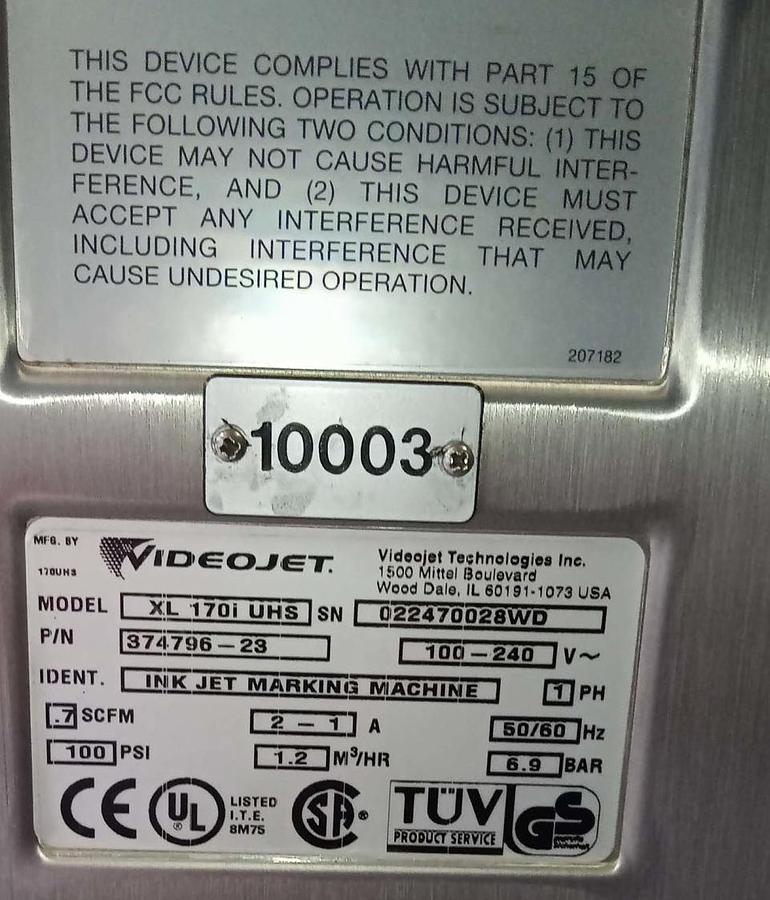 THIS DEVICE COMPLIES WITH PART 15 OF
THE FCC RULES. OPERATION IS SUBJECT TO
THE FOLLOWING TWO CONDITIONS: (1) THIS
DEVICE MAY NOT CAUSE HARMFUL INTER-
FERENCE, AND (2) THIS DEVICE MUST
ACCEPT ANY INTERFERENCE RECEIVED,
INCLUDING INTERFERENCE THAT MAY
CAUSE UNDESIRED OPERATION.
207182
10003
MFG. BY VIDEOJET. Videojet Technologies Inc.
170UHS 1500 Mittel Boulevard
Wood Dale, IL 60191-1073 USA
MODEL XL 170i UHS SN 022470028WD
P/N 374796-23 100-240 V~
IDENT. INK JET MARKING MACHINE 1 PH
.7 SCFM 2 - 1 A 50/60 Hz
100 PSI 1.2 M³/HR 6.9 BAR
CE UL ® LISTED I.T.E. 8M75 SA ® TÜV PRODUCT SERVICE GS